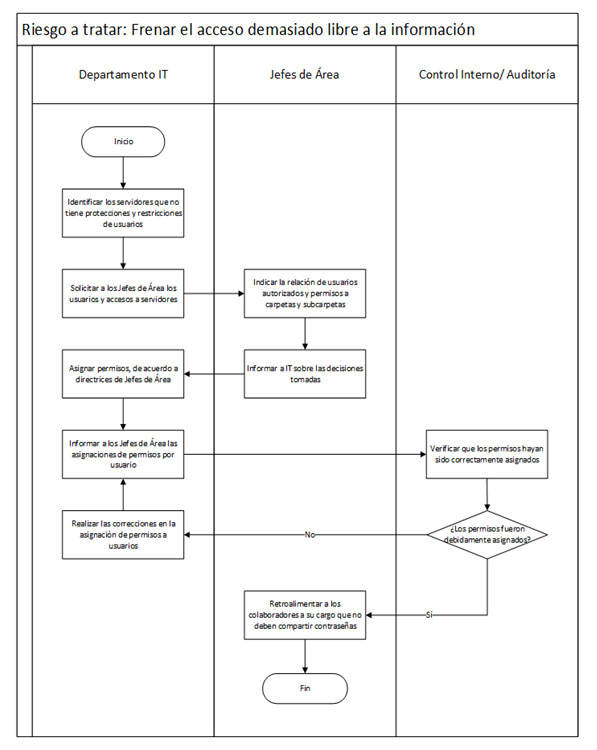 Riesgo a tratar: Frenar el acceso demasiado libre a la información
Departamento IT
Jefes de Área
Control Interno/ Auditoría
Inicio
Identificar los servidores que no
tiene protecciones y restricciones
de usuarios
Solicitar a los Jefes de Área los
usuarios y accesos a servidores
Indicar la relación de usuarios
autorizados y permisos a
carpetas y subcarpetas
Asignar permisos, de acuerdo a
directrices de Jefes de Área
Informar a IT sobre las decisiones
tomadas
Informar a los Jefes de Área las
asignaciones de permisos por
usuario
Verificar que los permisos hayan
sido correctamente asignados
Realizar las correcciones en la
asignación de permisos a
usuarios
No
¿Los permisos fueron
debidamente asignados?
Retroalimentar a los
colaboradores a su cargo que no
deben compartir contraseñas
Si
Fin